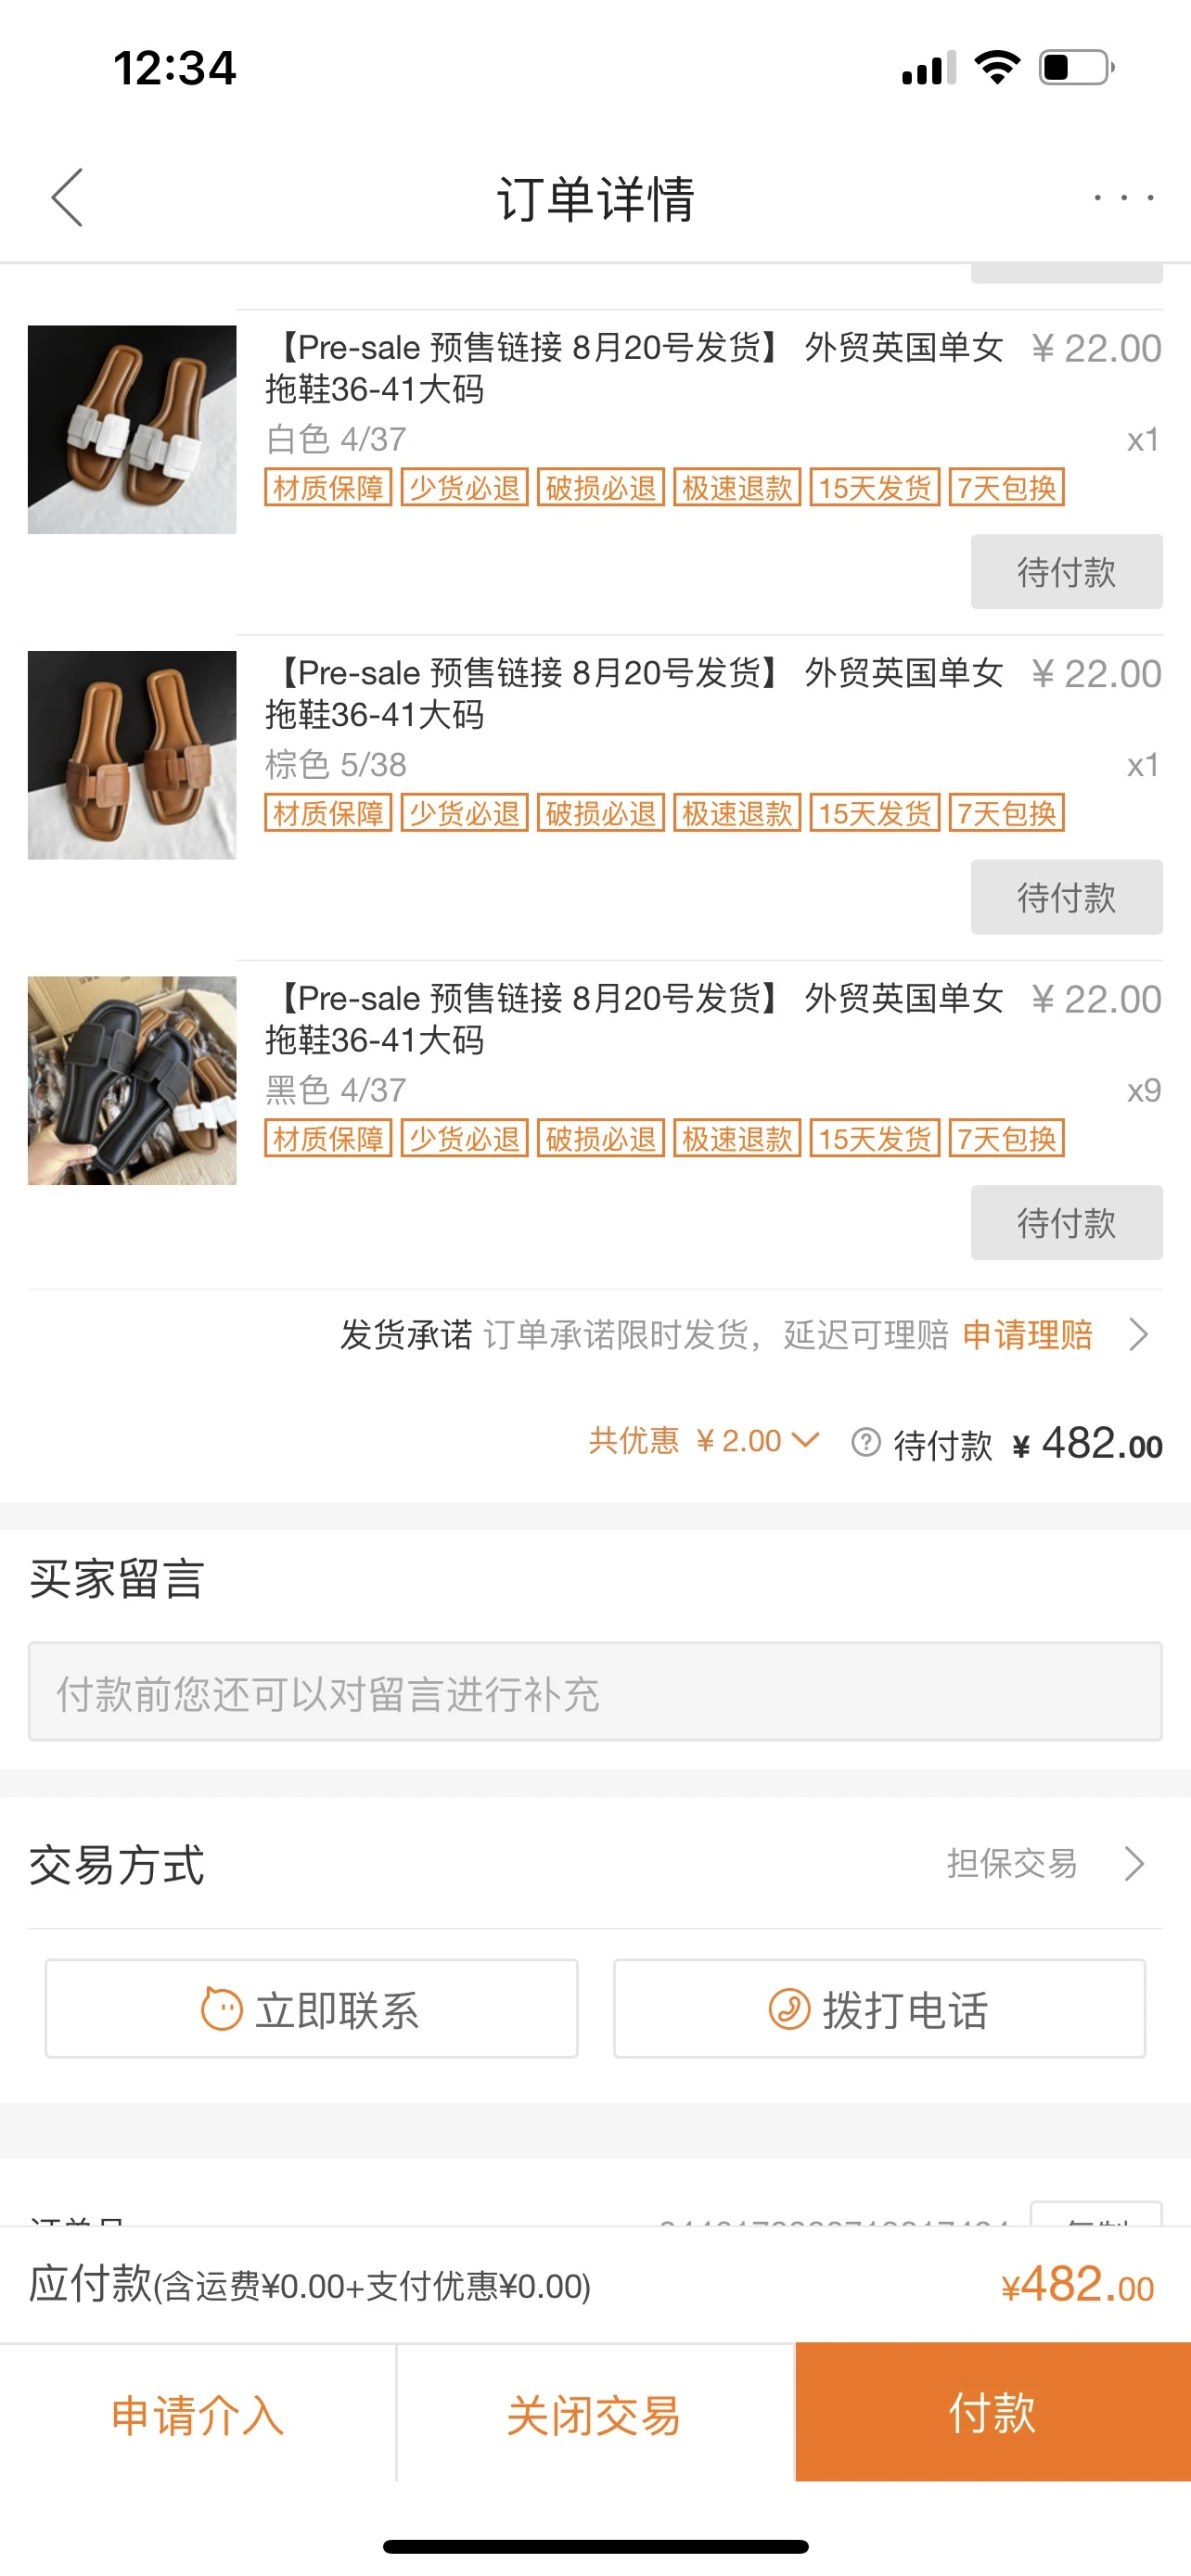 12:34
订单详情
【Pre-sale 预售链接 8月20号发货】 外贸英国单女 ¥ 22.00
拖鞋36-41大码
白色 4/37 x1
材质保障 少货必退 破损必退 极速退款 15天发货 7天包换
待付款
【Pre-sale 预售链接 8月20号发货】 外贸英国单女 ¥ 22.00
拖鞋36-41大码
棕色 5/38 x1
材质保障 少货必退 破损必退 极速退款 15天发货 7天包换
待付款
【Pre-sale 预售链接 8月20号发货】 外贸英国单女 ¥ 22.00
拖鞋36-41大码
黑色 4/37 x9
材质保障 少货必退 破损必退 极速退款 15天发货 7天包换
待付款
发货承诺 订单承诺限时发货，延迟可理赔 申请理赔
共优惠 ¥ 2.00 待付款 ¥ 482.00
买家留言
付款前您还可以对留言进行补充
交易方式 担保交易
立即联系 拨打电话
应付款(含运费¥0.00+支付优惠¥0.00) ¥482.00
申请介入 关闭交易 付款